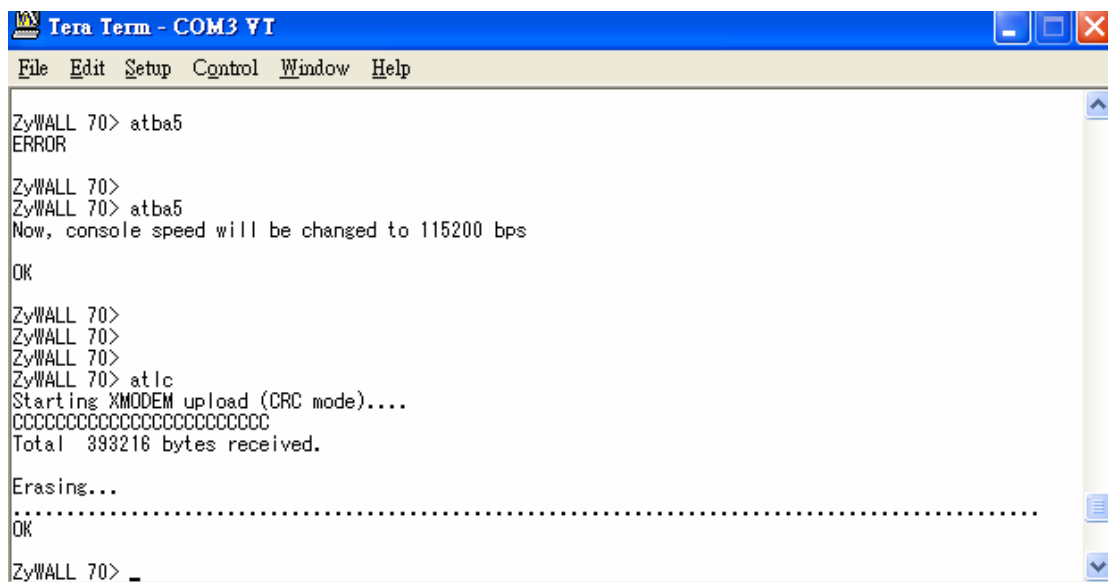 Tera Term - COM3 VT
File Edit Setup Control Window Help
ZyWALL 70> atba5
ERROR
ZyWALL 70>
ZyWALL 70> atba5
Now, console speed will be changed to 115200 bps
OK
ZyWALL 70>
ZyWALL 70>
ZyWALL 70>
ZyWALL 70> atlc
Starting XMODEM upload (CRC mode)....
CCCCCCCCCCCCCCCCCCCCCCCC
Total  393216 bytes received.
Erasing...
................................................................................................
OK
ZyWALL 70> _